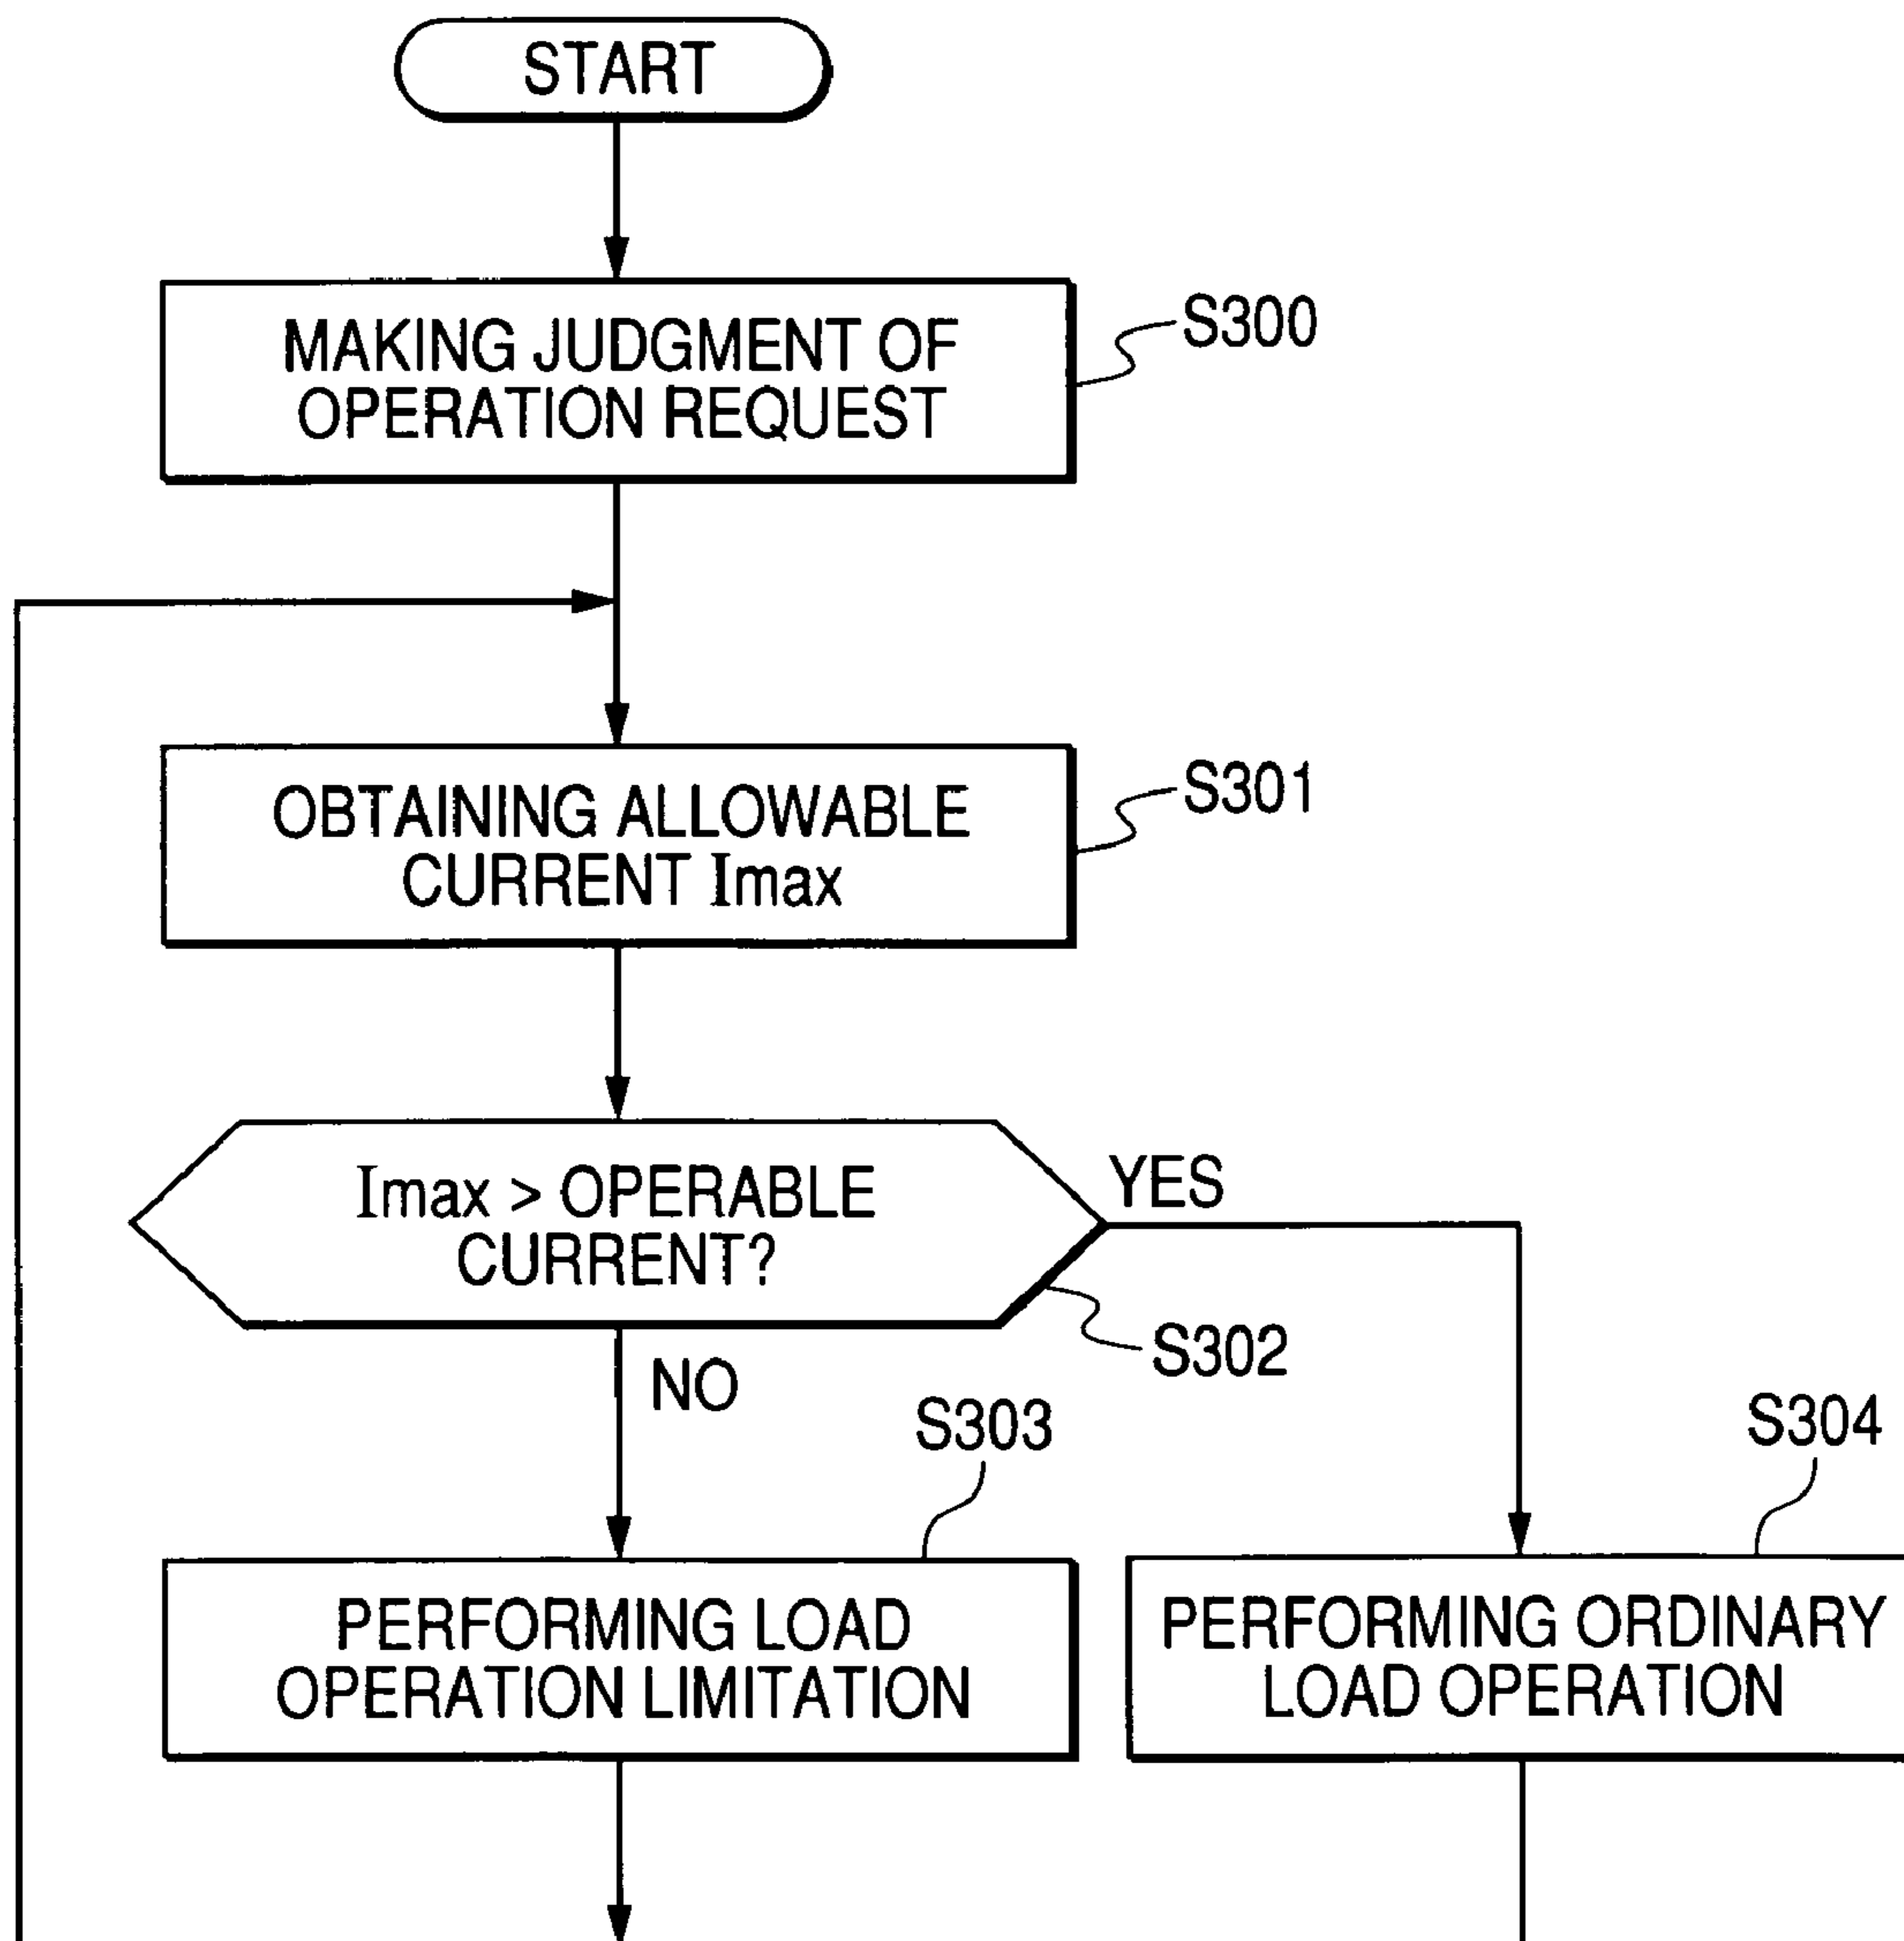 START
MAKING JUDGMENT OF
OPERATION REQUEST
S300
OBTAINING ALLOWABLE
CURRENT Imax
S301
Imax > OPERABLE
CURRENT?
YES
S302
NO
S303
S304
PERFORMING LOAD
OPERATION LIMITATION
PERFORMING ORDINARY
LOAD OPERATION